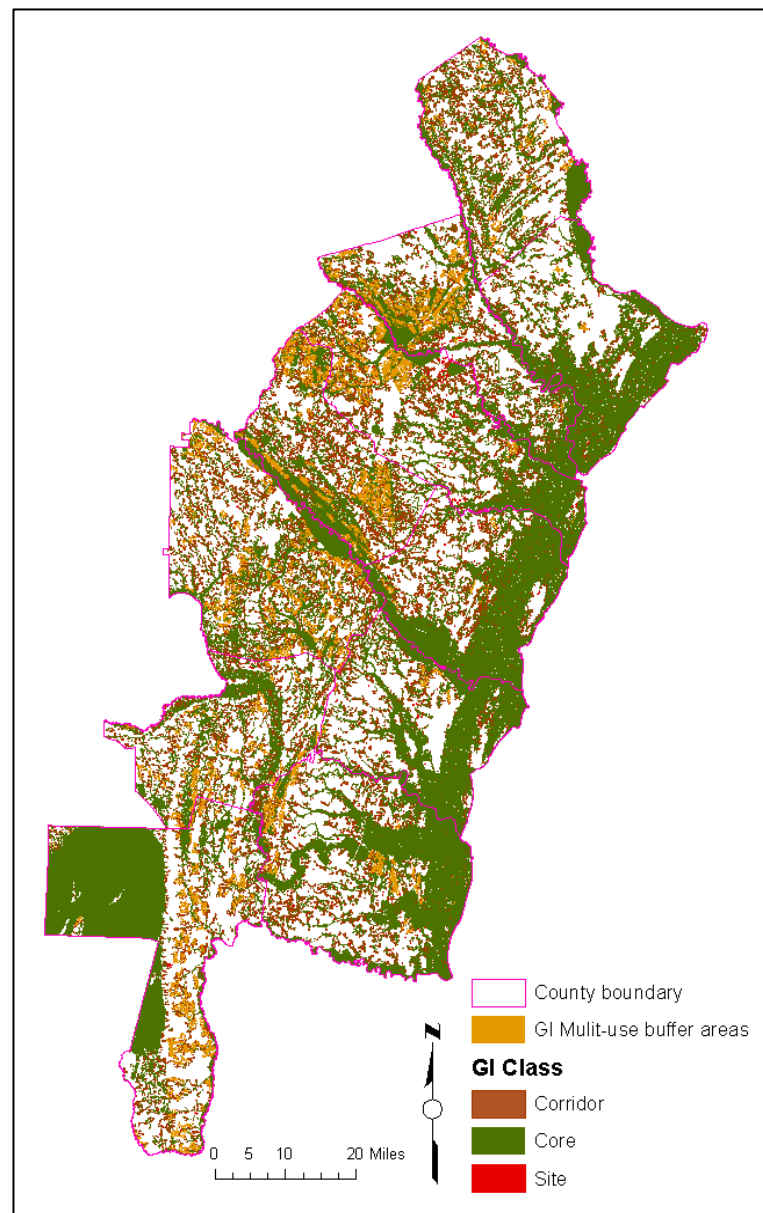 County boundary
GI Mulit-use buffer areas
GI Class
Corridor
Core
Site
N
0 5 10 20 Miles